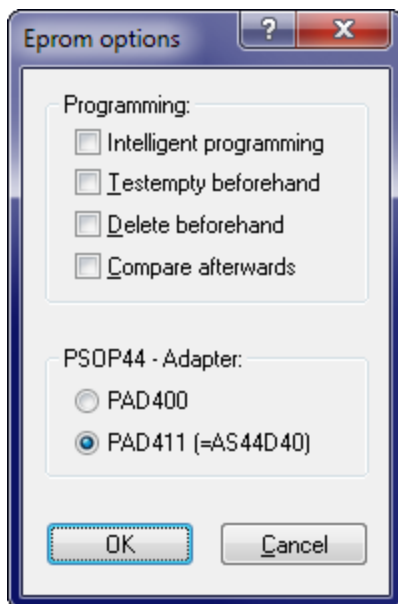 Eprom options
?
X
Programming:
Intelligent programming
Testempty beforehand
Delete beforehand
Compare afterwards
PSOP44 - Adapter:
PAD400
PAD411 (=AS44D40)
OK
Cancel